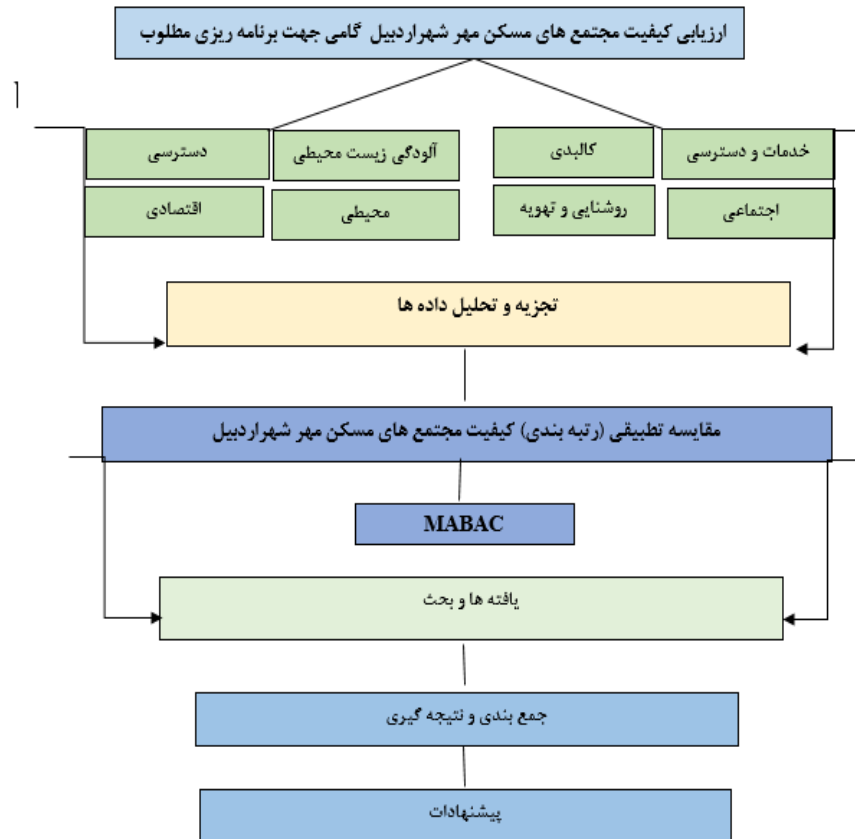 ارزیابی کیفیت مجتمع های مسکن مهر شهراردبیل گامی جهت برنامه ریزی مطلوب
خدمات و دسترسی
کالبدی
آلودگی زیست محیطی
دسترسی
اجتماعی
روشنایی و تهویه
محیطی
اقتصادی
تجزیه و تحلیل داده ها
مقایسه تطبیقی (رتبه بندی) کیفیت مجتمع های مسکن مهر شهراردبیل
MABAC
یافته ها و بحث
جمع بندی و نتیجه گیری
پیشنهادات